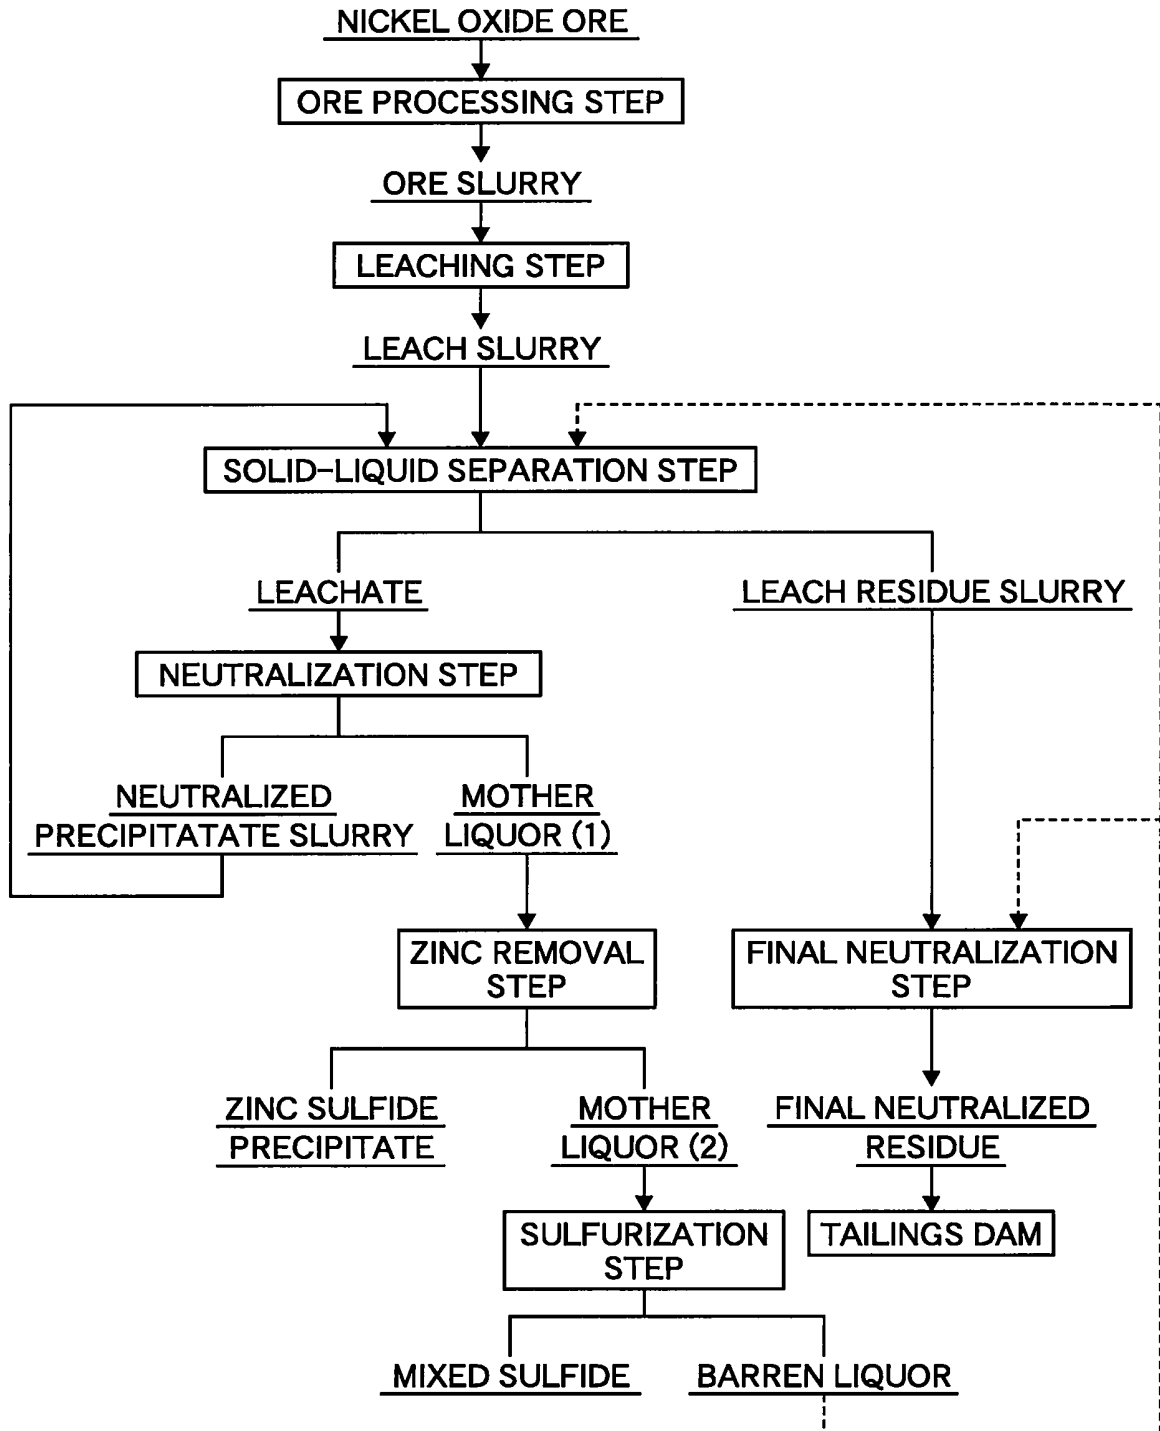 NICKEL OXIDE ORE
ORE PROCESSING STEP
ORE SLURRY
LEACHING STEP
LEACH SLURRY
SOLID-LIQUID SEPARATION STEP
LEACHATE
LEACH RESIDUE SLURRY
NEUTRALIZATION STEP
NEUTRALIZED
PRECIPITATATE SLURRY
MOTHER
LIQUOR (1)
ZINC REMOVAL
STEP
FINAL NEUTRALIZATION
STEP
ZINC SULFIDE
PRECIPITATE
MOTHER
LIQUOR (2)
FINAL NEUTRALIZED
RESIDUE
SULFURIZATION
STEP
TAILINGS DAM
MIXED SULFIDE
BARREN LIQUOR